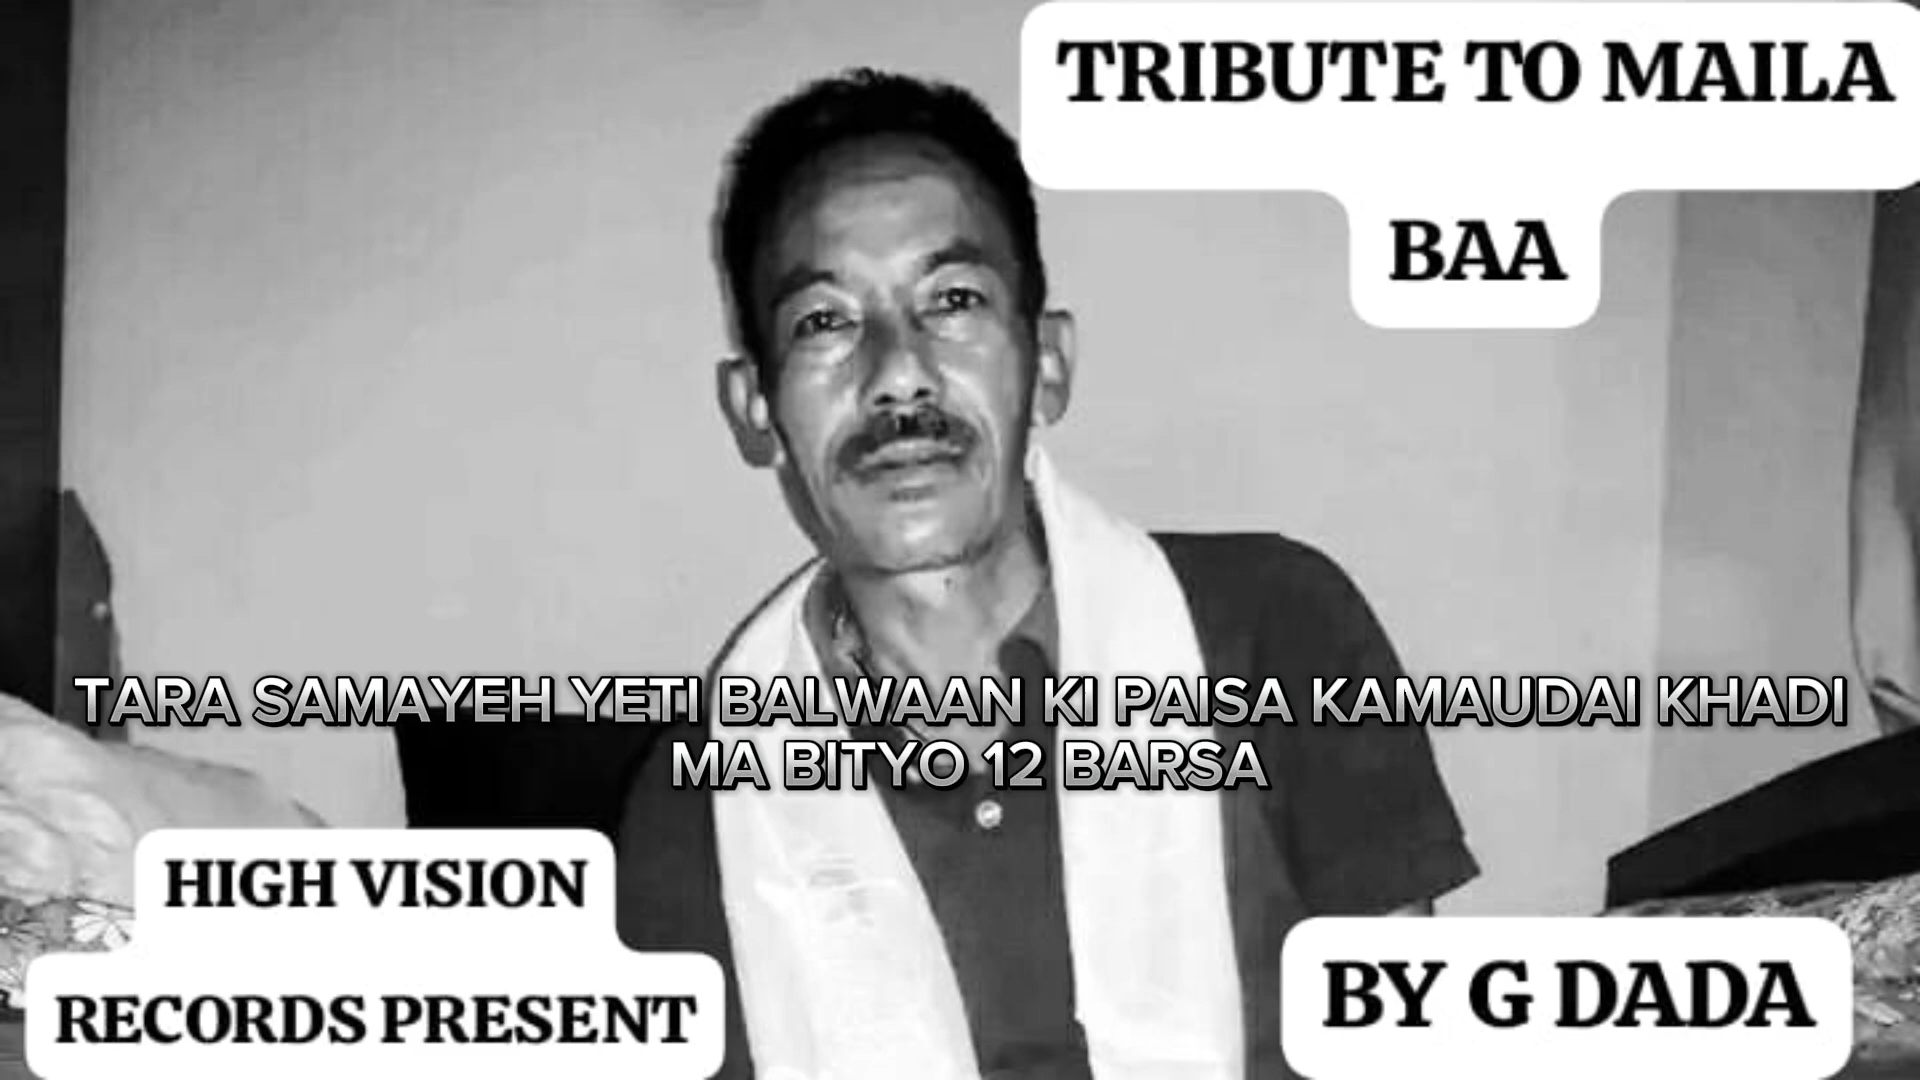 TRIBUTE TO MAILA
BAA
TARA SAMAYEH YETI BALWAAN KI PAISA KAMAUDAI KHADI
MA BITYO 12 BARSA
HIGH VISION
RECORDS PRESENT
BY G DADA